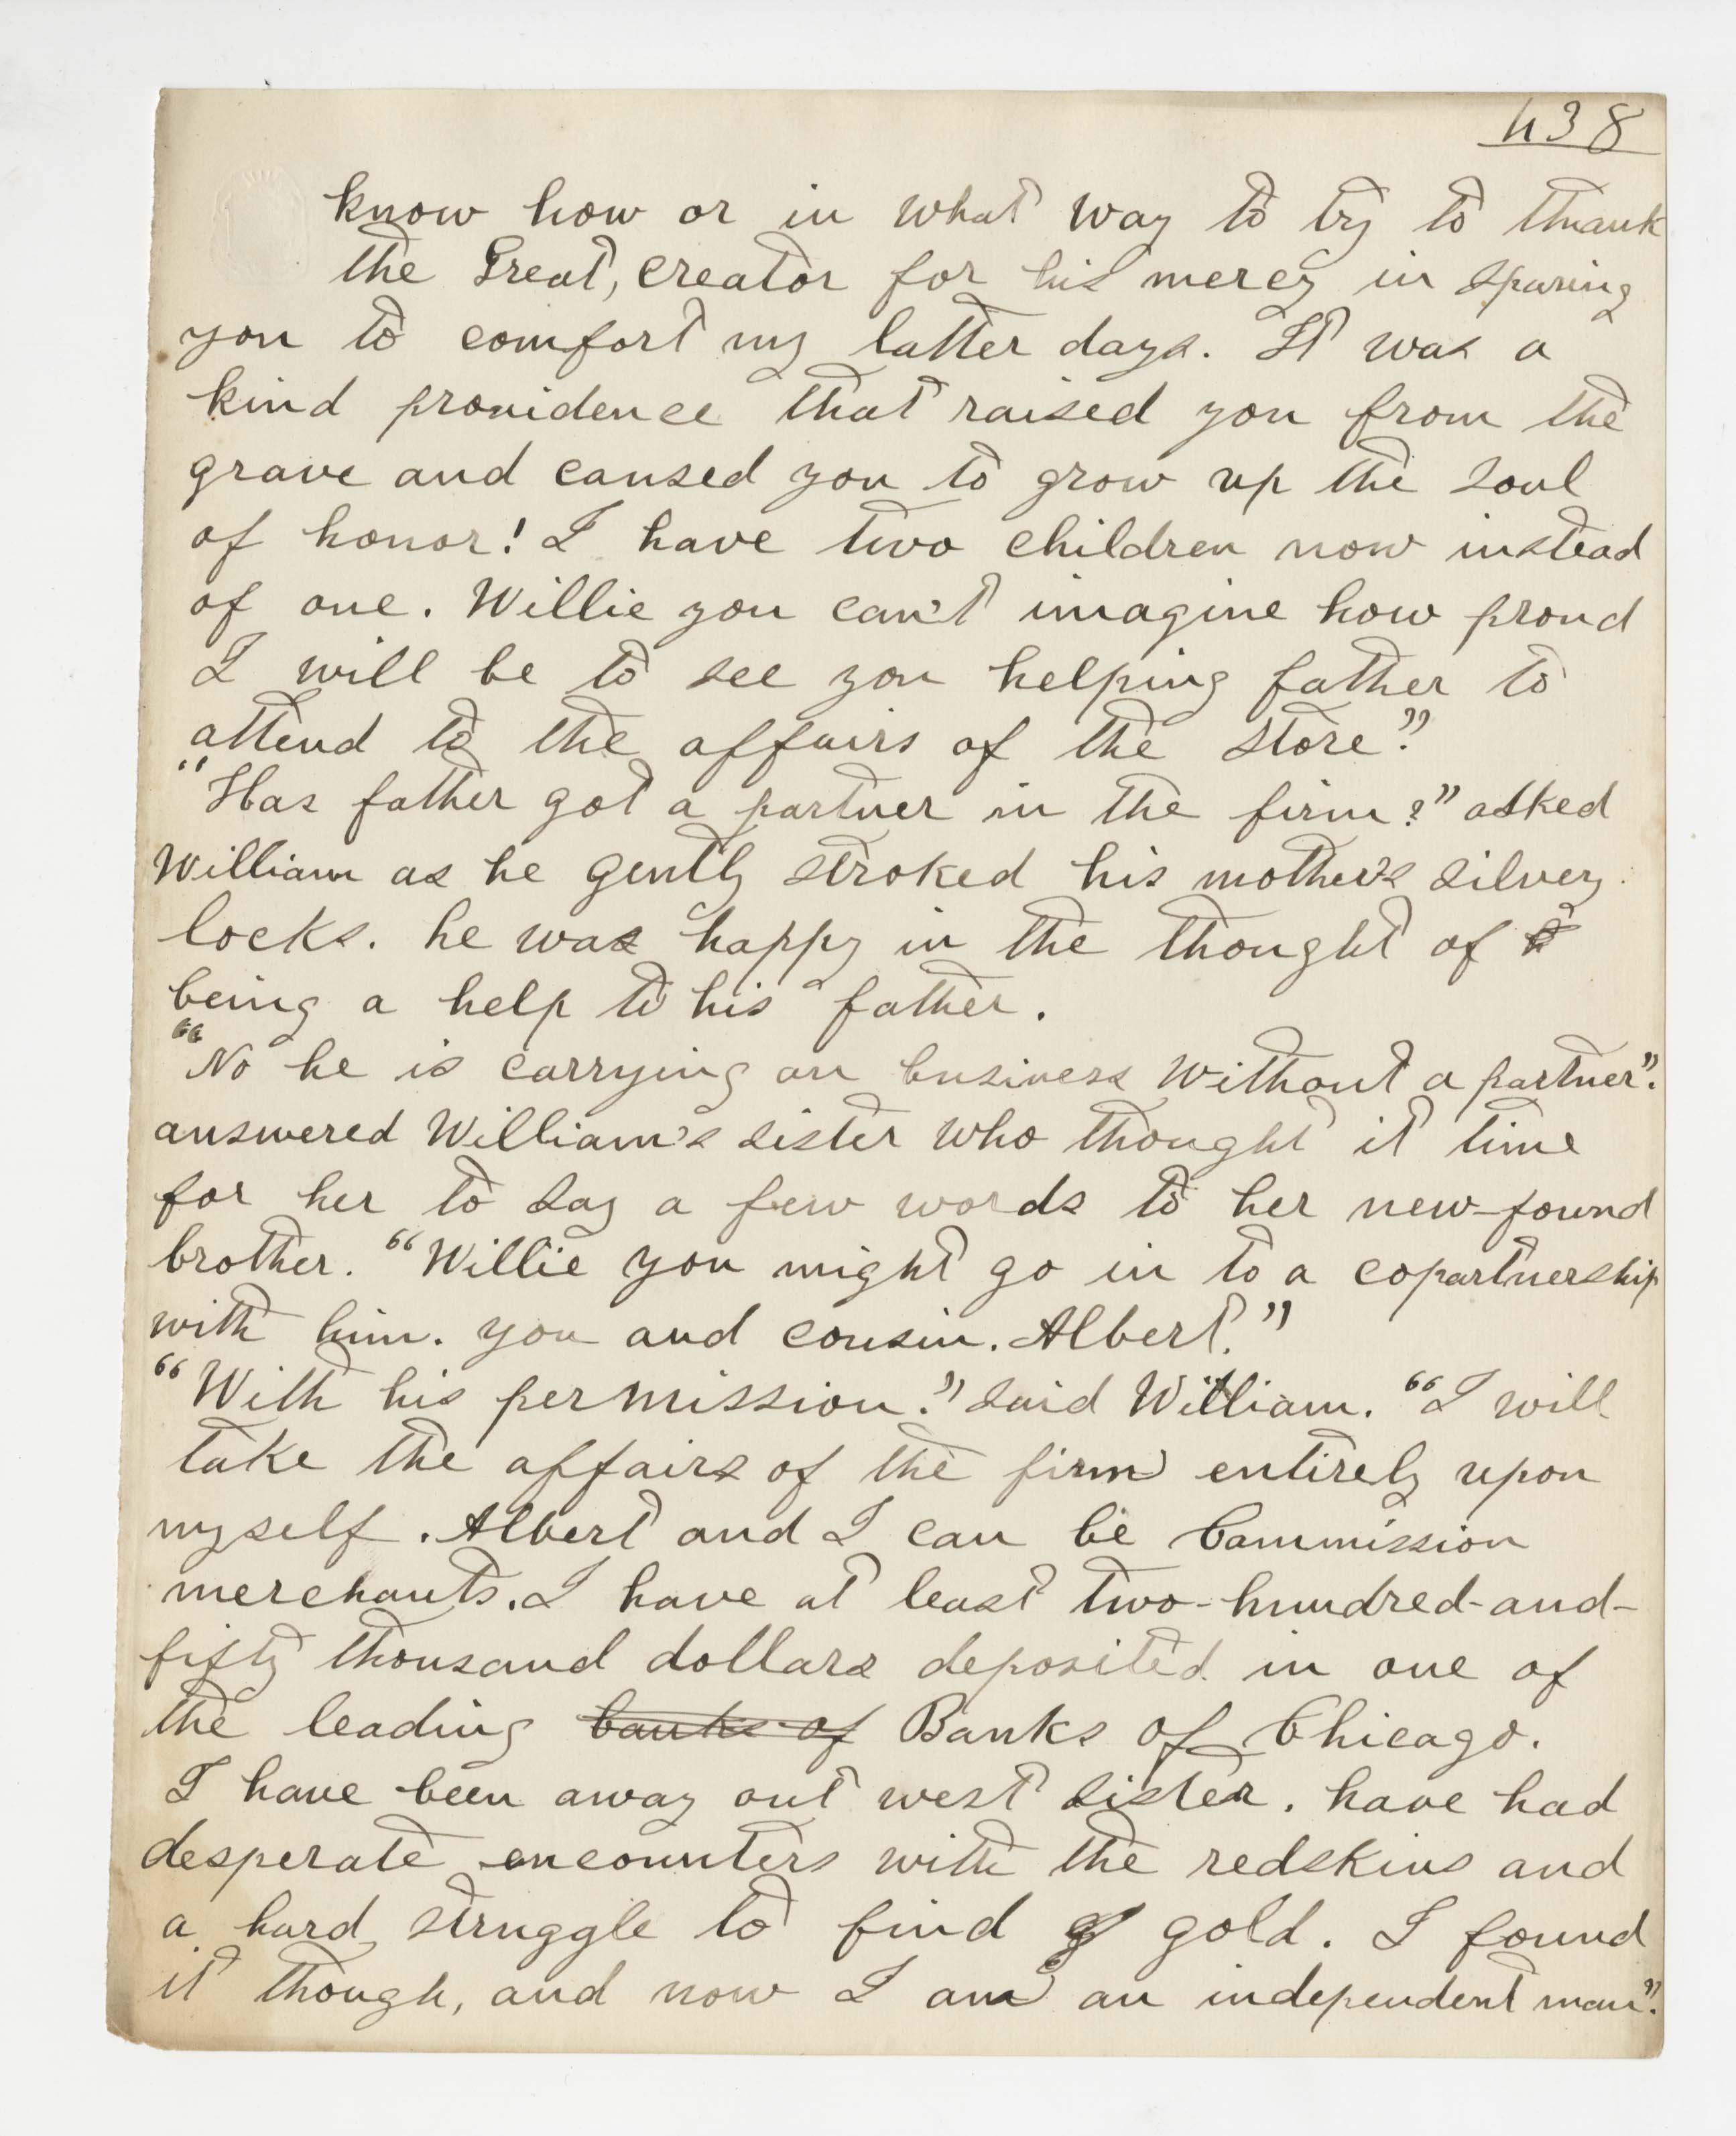 438
know how or in what way to try to thank
the Great, creator for his mercy in sparing
you to comfort my latter days. It was a
kind providence that raised you from the
grave and caused you to grow up the soul
of honor! I have two children now instead
of one. Willie you can't imagine how proud
I will be to see you helping father to
attend to the affairs of the store."
"Has father got a partner in the firm?" asked
William as he gently stroked his mother's silvery
locks. he was happy in the thought of
being a help to his father.
"No he is carrying on business without a partner".
answered William's sister who thought it time
for her to say a few words to her new-found
brother. "Willie you might go in to a copartnership
with him. you and cousin. Albert."
"With his permission." said William. "I will
take the affairs of the firm entirely upon
myself. Albert and I can be Commission
merchants. I have at least two-hundred-and-
fifty thousand dollars deposited in one of
the leading banks of Banks of Chicago.
I have been away out west sister. have had
desperate encounters with the redskins and
a hard struggle to find g gold. I found
it though, and now I am an independent man".